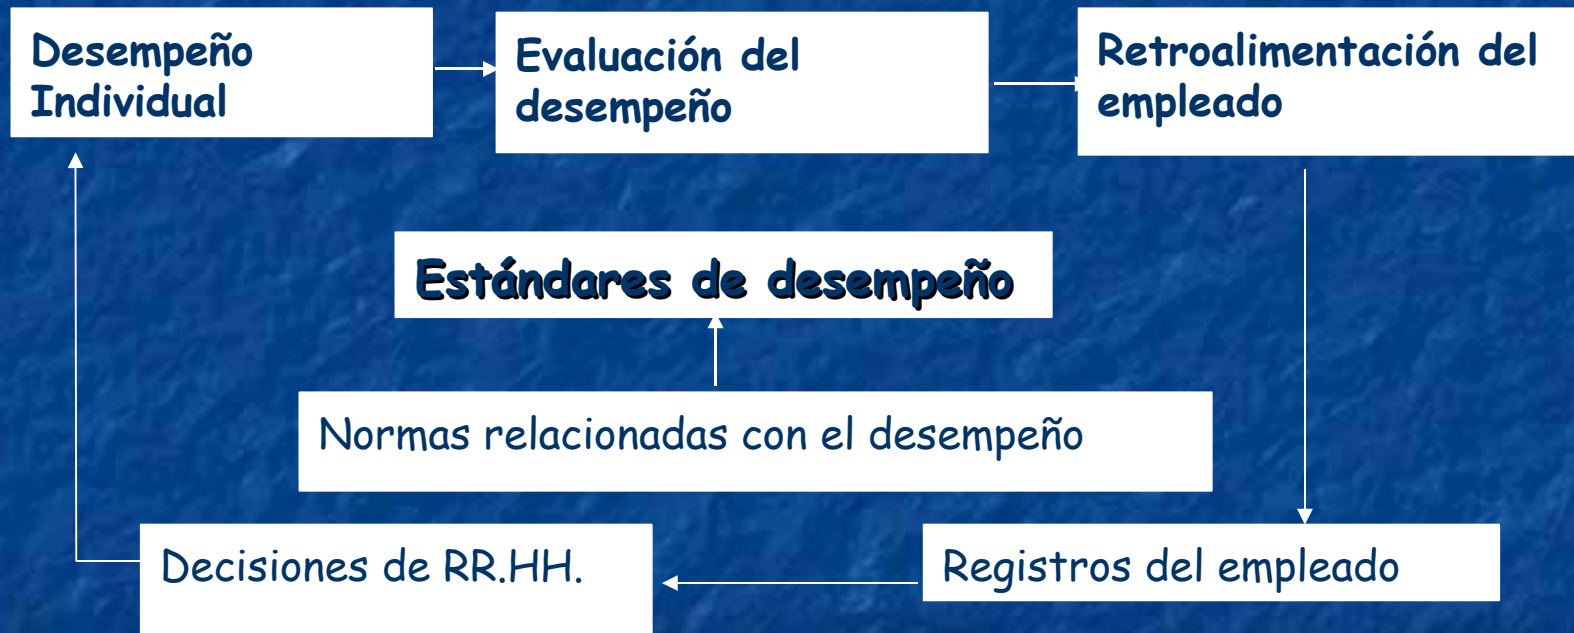 Desempeño
Individual
Evaluación del
desempeño
Retroalimentación del
empleado
Estándares de desempeño
Normas relacionadas con el desempeño
Decisiones de RR.HH.
Registros del empleado